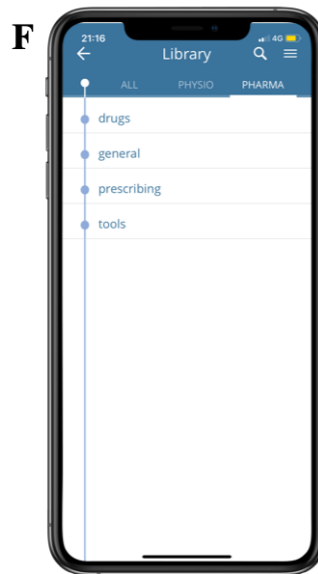 F
21:16 4G
Library
ALL PHYSIO PHARMA
drugs
general
prescribing
tools